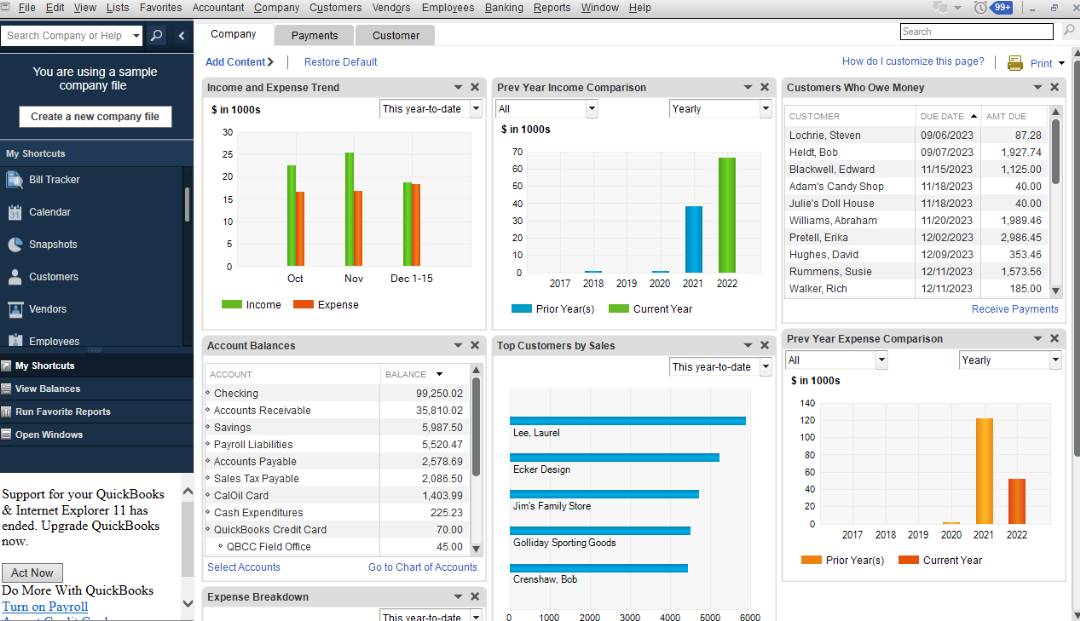 File Edit View Lists Favorites Accountant Company Customers Vendors Employees Banking Reports Window Help
99+
Search Company or Help
Company Payments Customer
Search
Add Content Restore Default
How do I customize this page? Print
You are using a sample
company file
Create a new company file
My Shortcuts
Bill Tracker
Calendar
Snapshots
Customers
Vendors
Employees
My Shortcuts
View Balances
Run Favorite Reports
Open Windows
Support for your QuickBooks
& Internet Explorer 11 has
ended. Upgrade QuickBooks
now.
Act Now
Do More With QuickBooks
Turn on Payroll
Income and Expense Trend
$ in 1000s This year-to-date
30
25
20
15
10
5
0
Oct Nov Dec 1-15
Income Expense
Prev Year Income Comparison
All Yearly
$ in 1000s
70
60
50
40
30
20
10
0
2017 2018 2019 2020 2021 2022
Prior Year(s) Current Year
Customers Who Owe Money
CUSTOMER DUE DATE AMT DUE
Lochrie, Steven 09/06/2023 87.28
Heldt, Bob 09/07/2023 1,927.74
Blackwell, Edward 11/15/2023 1,125.00
Adam's Candy Shop 11/18/2023 40.00
Julie's Doll House 11/18/2023 40.00
Williams, Abraham 11/20/2023 1,989.46
Pretell, Erika 12/02/2023 2,986.45
Hughes, David 12/09/2023 353.46
Rummens, Susie 12/11/2023 1,573.56
Walker, Rich 12/11/2023 185.00
Receive Payments
Account Balances
ACCOUNT BALANCE
Checking 99,250.02
Accounts Receivable 35,810.02
Savings 5,987.50
Payroll Liabilities 5,520.47
Accounts Payable 2,578.69
Sales Tax Payable 2,086.50
CalOil Card 1,403.99
Cash Expenditures 225.23
QuickBooks Credit Card 70.00
QBCC Field Office 45.00
Select Accounts Go to Chart of Accounts
Expense Breakdown
This year-to-date
Top Customers by Sales
This year-to-date
Lee, Laurel
Ecker Design
Jim's Family Store
Golliday Sporting Goods
Crenshaw, Bob
0 1000 2000 3000 4000 5000 6000
Prev Year Expense Comparison
All Yearly
$ in 1000s
140
120
100
80
60
40
20
0
2017 2018 2019 2020 2021 2022
Prior Year(s) Current Year